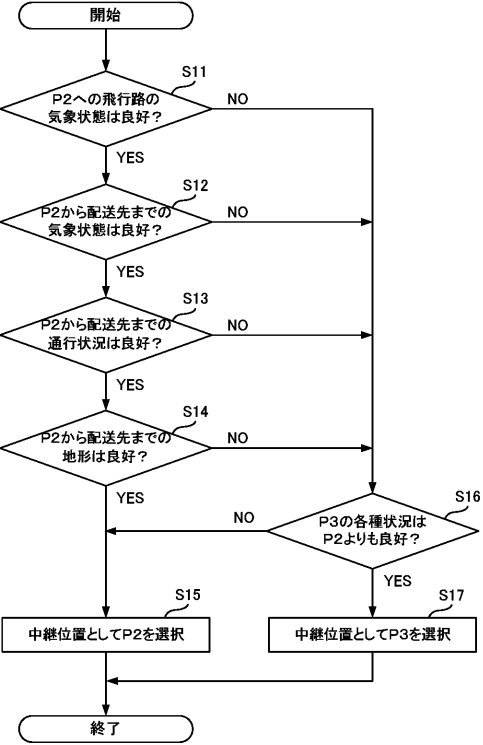 開始
S11
P2への飛行路の
気象状態は良好？
NO
YES
S12
P2から配送先までの
気象状態は良好？
NO
YES
S13
P2から配送先までの
通行状況は良好？
NO
YES
S14
P2から配送先までの
地形は良好？
NO
YES
S16
P3の各種状況は
P2よりも良好？
NO
YES
S15
中継位置としてP2を選択
S17
中継位置としてP3を選択
終了